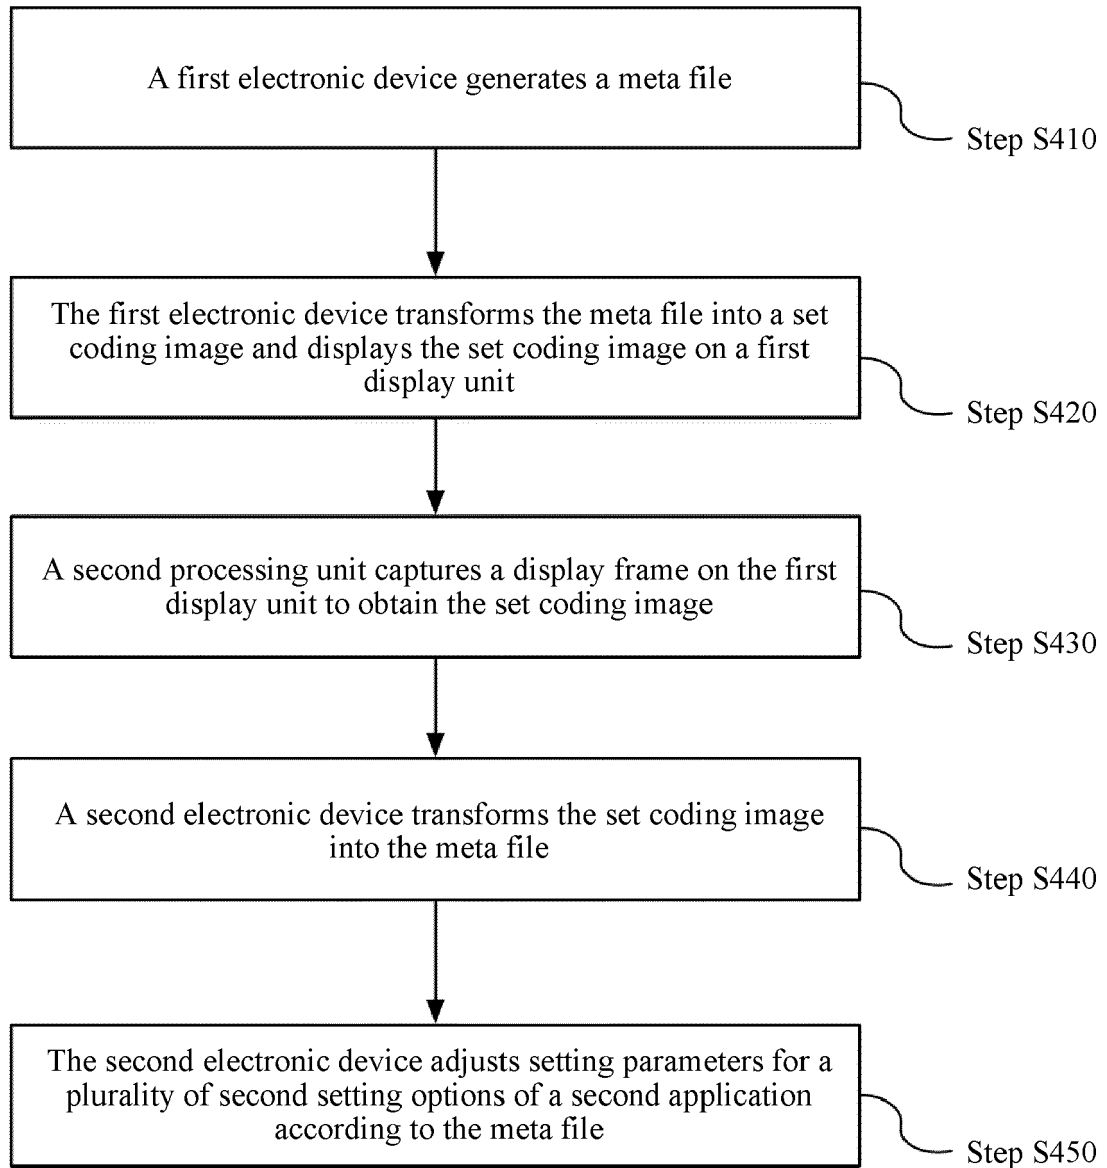 A first electronic device generates a meta file
Step S410
The first electronic device transforms the meta file into a set
coding image and displays the set coding image on a first
display unit
Step S420
A second processing unit captures a display frame on the first
display unit to obtain the set coding image
Step S430
A second electronic device transforms the set coding image
into the meta file
Step S440
The second electronic device adjusts setting parameters for a
plurality of second setting options of a second application
according to the meta file
Step S450